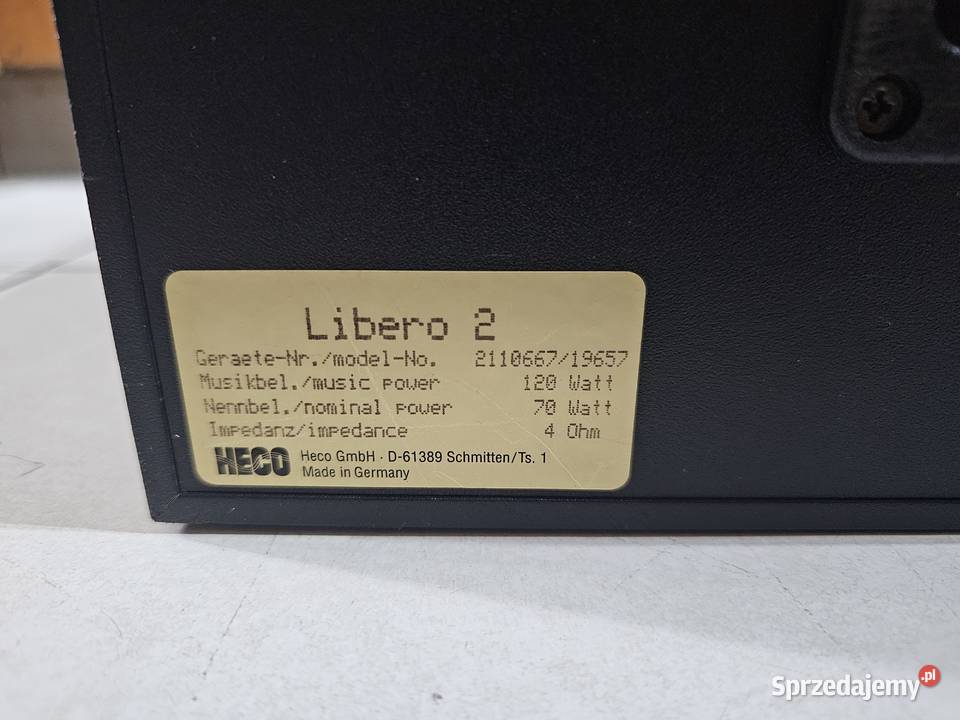 Libero 2
Geraete-Nr./model-No. 2110667/19657
Musikbel./music power 120 Watt
Nennbel./nominal power 70 Watt
Impedanz/impedance 4 Ohm
HECO Heco GmbH · D-61389 Schmitten/Ts. 1
Made in Germany
Sprzedajemy.pl